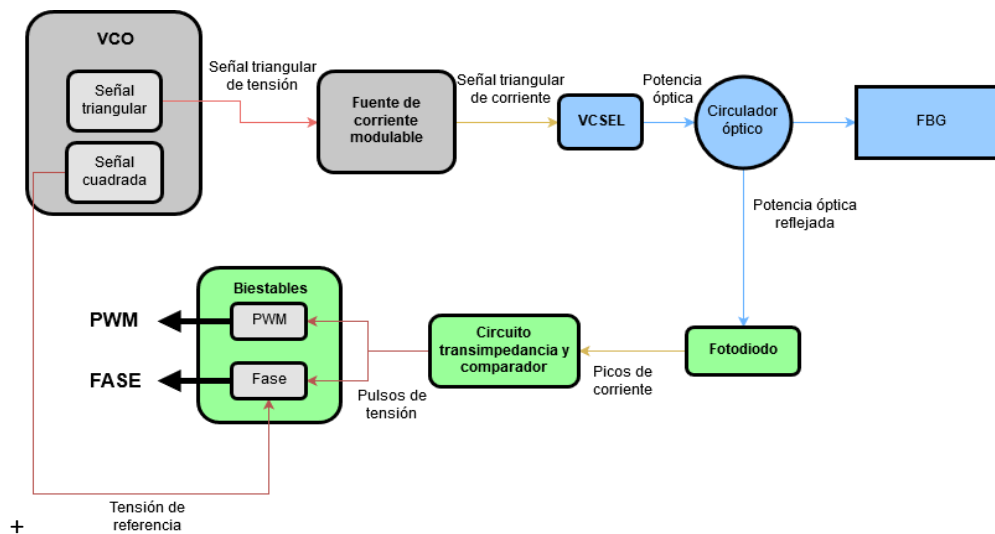 VCO
Señal
triangular
Señal
cuadrada
Señal triangular
de tensión
Fuente de
corriente
modulable
Señal triangular
de corriente
VCSEL
Potencia
óptica
Circulador
óptico
FBG
Potencia óptica
reflejada
Biestables
PWM
PWM
Fase
FASE
Pulsos de
tensión
Circuito
transimpedancia y
comparador
Picos de
corriente
Fotodiodo
Tensión de
referencia
+